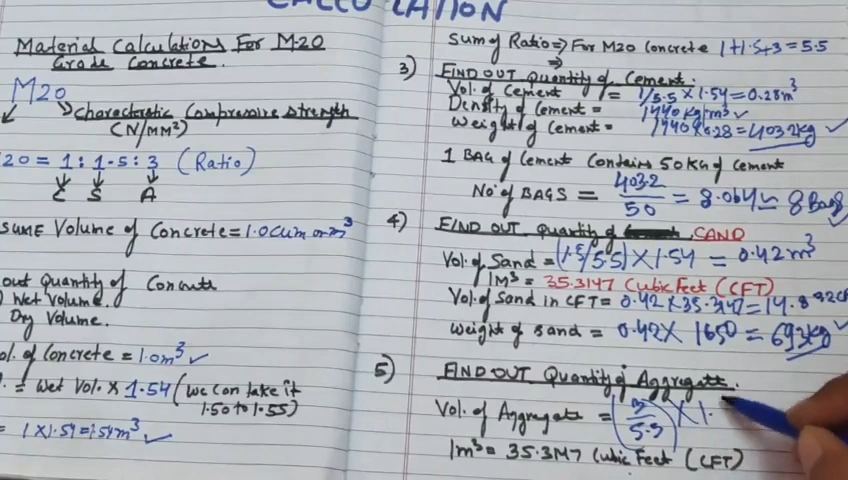 CALCULATION
Material Calculations For M20
Grade Concrete.
M20
Characteristic Compressive Strength
(N/MM²)
20 = 1:1.5:3 (Ratio)
C S A
SUME Volume of Concrete = 1.0 Cum or m³
out Quantity of Concrete
Wet Volume.
Dry Volume.
ol. of Concrete = 1.0m³ ✓
= Wet Vol. × 1.54 (We can take it
1.50 to 1.55)
= 1 × 1.54 = 1.54m³ ✓
Sum of Ratio ⇒ For M20 Concrete 1+1.5+3 = 5.5
⇒
3) FIND OUT Quantity of Cement.
Vol. of Cement = 1/5.5 × 1.54 = 0.28m³
Density of Cement = 1440 kg/m³ ✓
Weight of Cement = 1440×0.28 = 403.2kg ✓
1 BAG of Cement Contains 50 KG of Cement
No. of BAGS = 403.2/50 = 8.064 ≃ 8 Bags
4) FIND OUT Quantity of SAND
Vol. of Sand = (1.5/5.5) × 1.54 = 0.42m³
1M³ = 35.3147 Cubic Feet (CFT)
Vol. of Sand in CFT = 0.42 × 35.3147 = 14.832CF
Weight of Sand = 0.42 × 1650 = 693kg ✓
5) FIND OUT Quantity of Aggregate.
Vol. of Aggregate = (3/5.5) × 1.
1m³ = 35.3147 Cubic Feet (CFT)